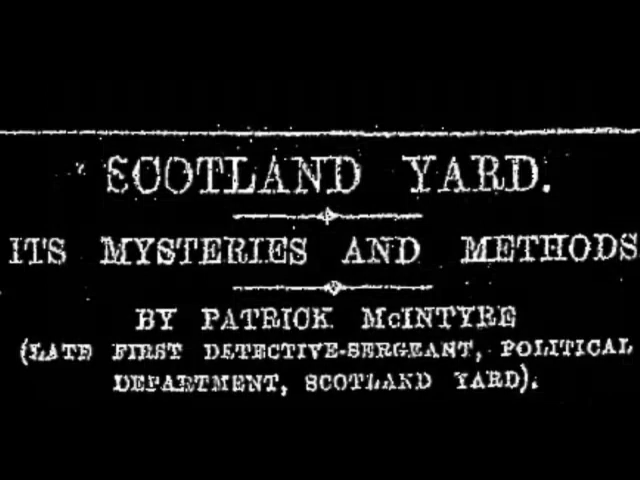 SCOTLAND YARD.
ITS MYSTERIES AND METHODS
BY PATRICK McINTYRE
(LATE FIRST DETECTIVE-SERGEANT, POLITICAL
DEPARTMENT, SCOTLAND YARD).